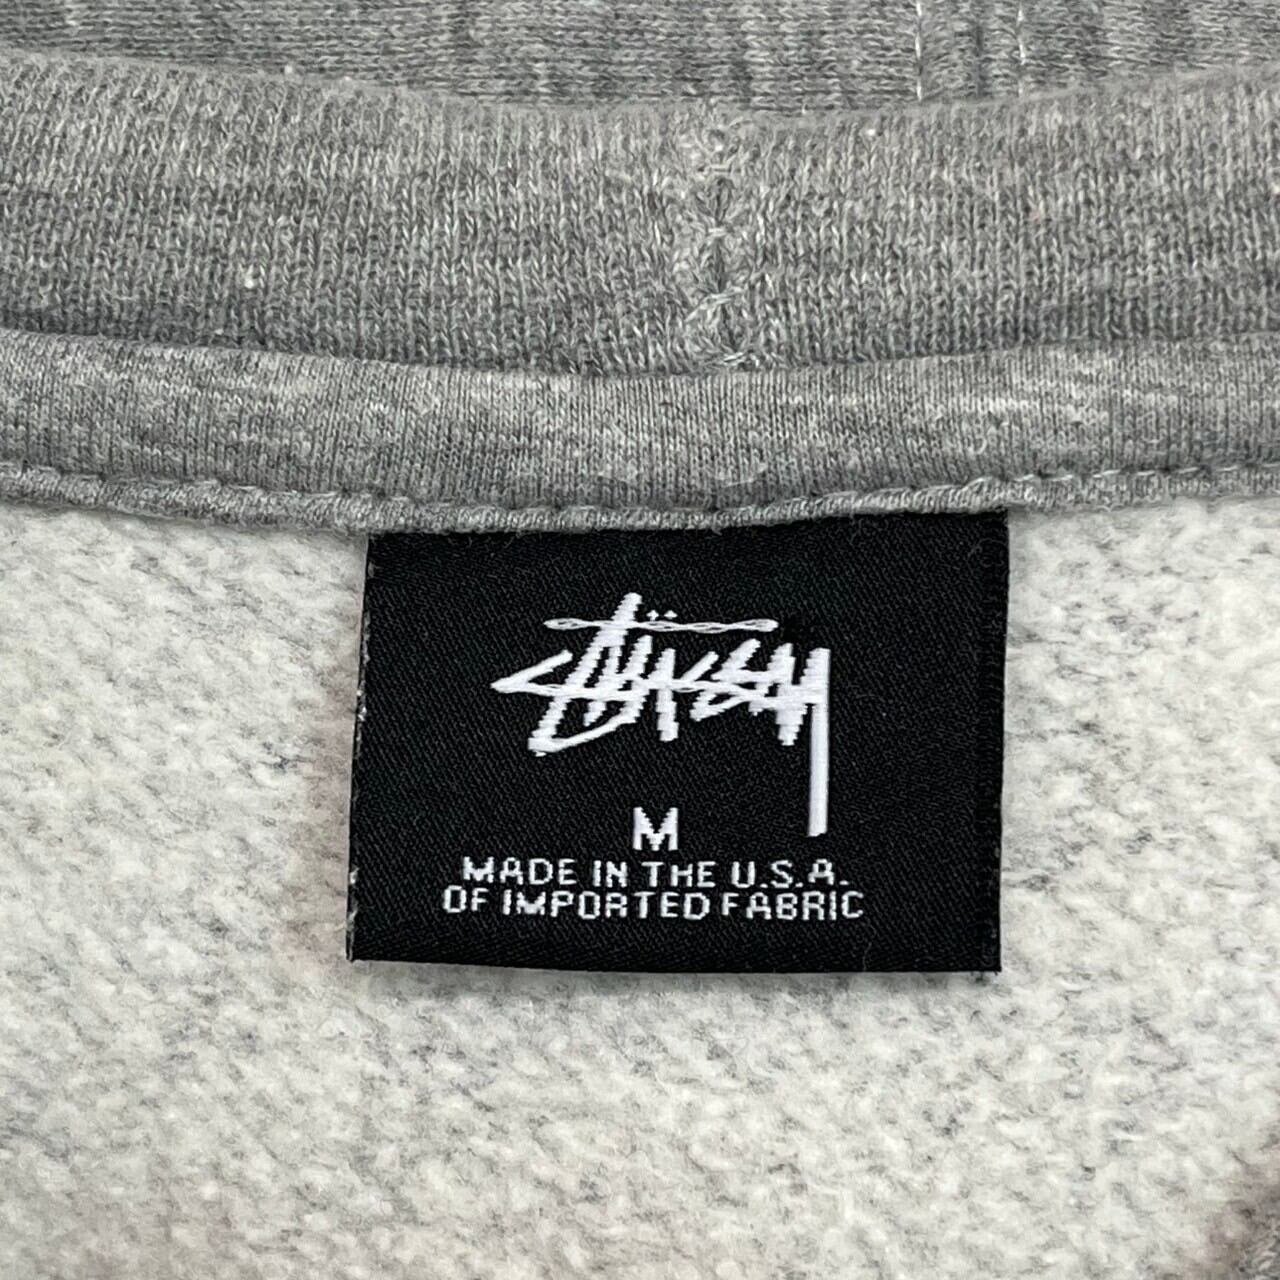 Stüssy
M
MADE IN THE U.S.A.
OF IMPORTED FABRIC